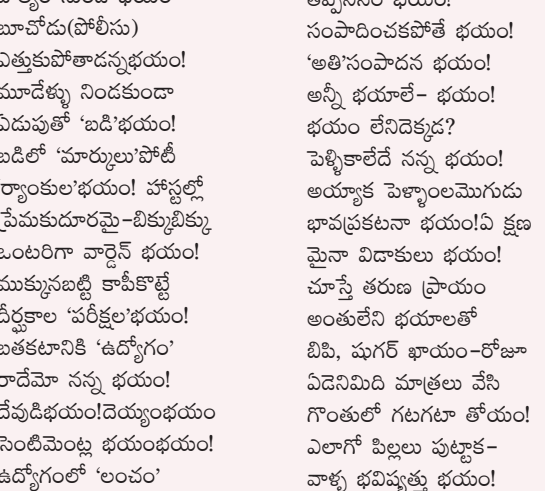 బూచోడు(పోలీసు)
ఎత్తుకుపోతాడన్నభయం!
మూడేళ్ళు నిండకుండా
ఏడుపుతో ‘బడి’భయం!
బడిలో ‘మార్కులు’పోటీ
‘ర్యాంకుల’భయం! హాస్టల్లో
ప్రేమకుదూరమై-బిక్కుబిక్కు
ఒంటరిగా వార్డెన్ భయం!
ముక్కునబట్టి కాపీకొట్టే
దీర్ఘకాల ‘పరీక్షల’భయం!
బతకటానికి ‘ఉద్యోగం’
రాదేమో నన్న భయం!
దేవుడిభయం!దెయ్యంభయం
సెంటిమెంట్ల భయంభయం!
ఉద్యోగంలో ‘లంచం’
భయం!
సంపాదించకపోతే భయం!
‘అతి’సంపాదన భయం!
అన్నీ భయాలే- భయం!
భయం లేనిదెక్కడ?
పెళ్ళికాలేదే నన్న భయం!
అయ్యాక పెళ్ళాంలమొగుడు
భావప్రకటనా భయం!ఏ క్షణ
మైనా విడాకులు భయం!
చూస్తే తరుణ ప్రాయం
అంతులేని భయాలతో
బిపి, షుగర్ ఖాయం-రోజూ
ఏడెనిమిది మాత్రలు వేసి
గొంతులో గటగటా తోయం!
ఎలాగో పిల్లలు పుట్టాక-
వాళ్ళ భవిష్యత్తు భయం!